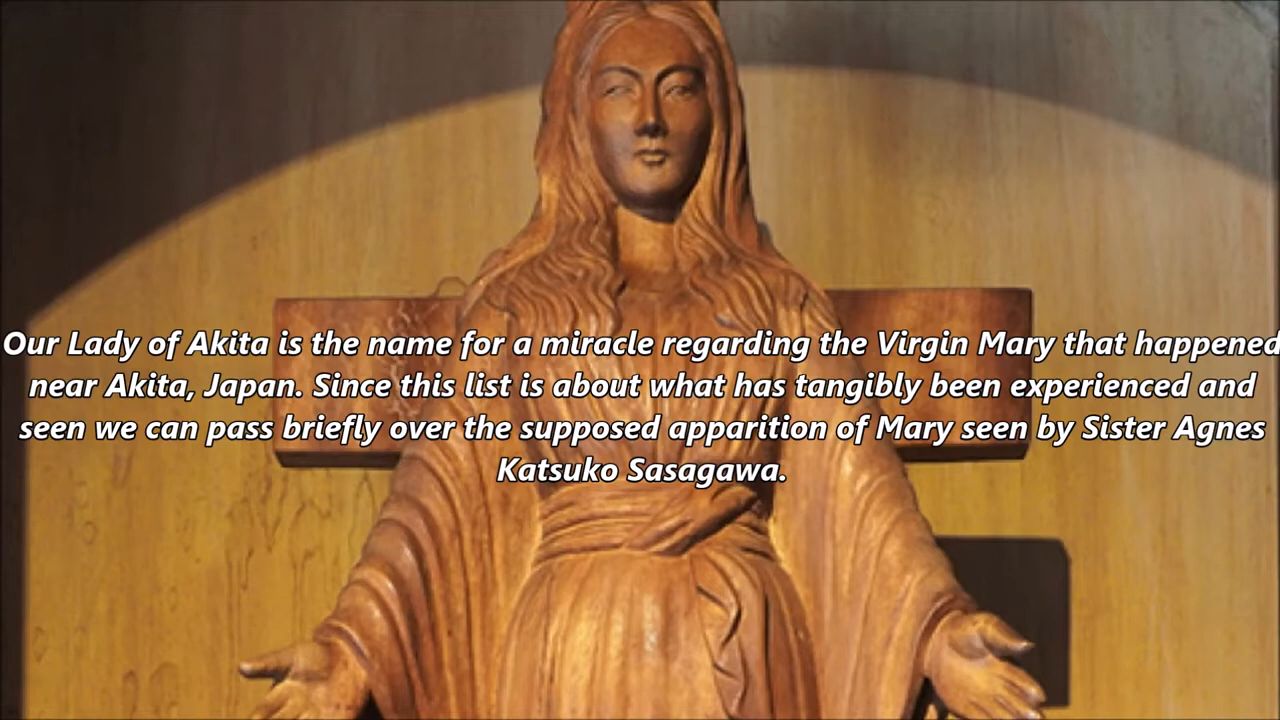 Our Lady of Akita is the name for a miracle regarding the Virgin Mary that happened
near Akita, Japan. Since this list is about what has tangibly been experienced and
seen we can pass briefly over the supposed apparition of Mary seen by Sister Agnes
Katsuko Sasagawa.